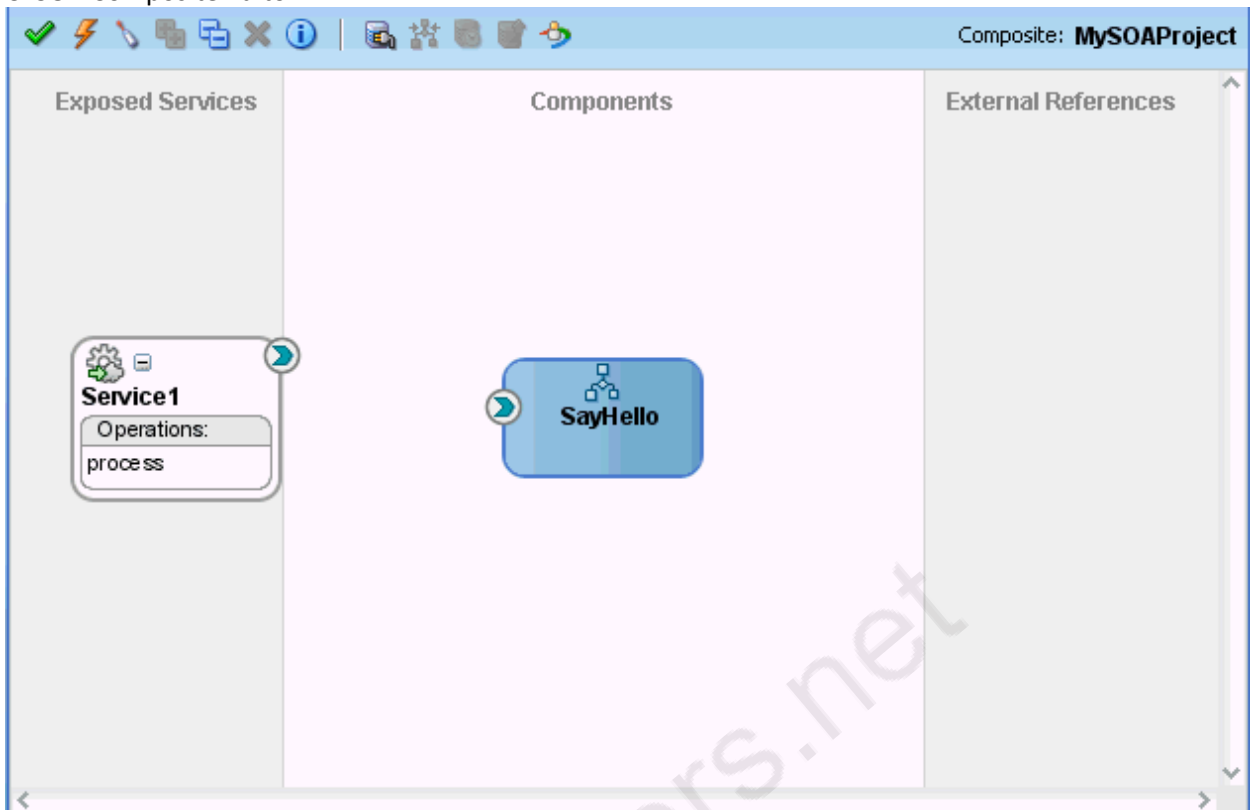 Composite: MySOAProject
Exposed Services
Components
External References
Service1
Operations:
process
SayHello